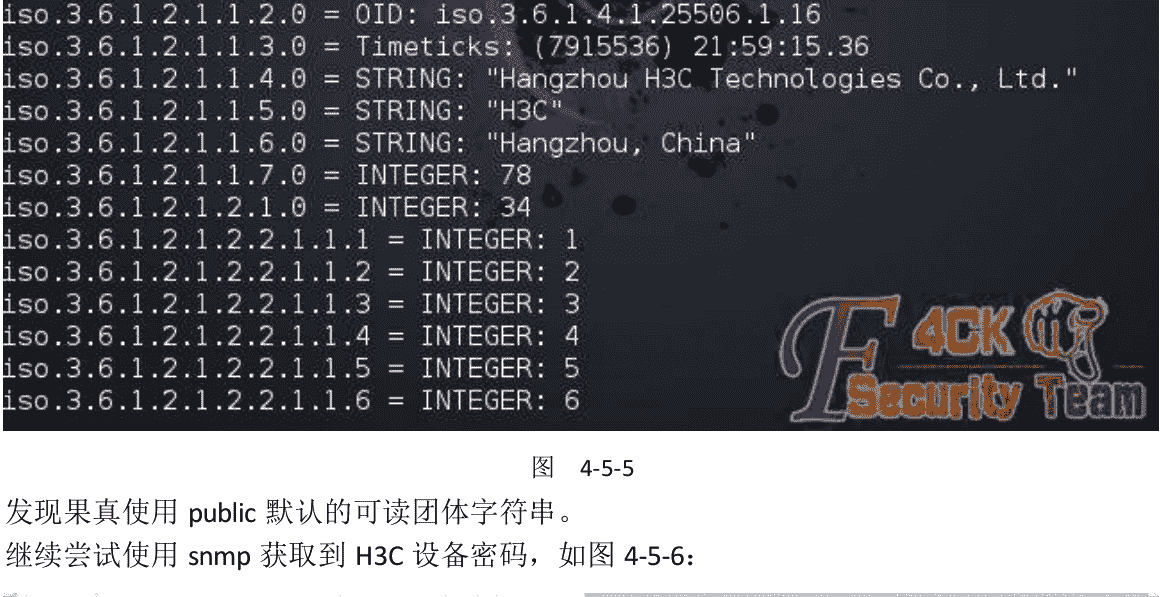 iso.3.6.1.2.1.1.2.0 = OID: iso.3.6.1.4.1.25506.1.16
iso.3.6.1.2.1.1.3.0 = Timeticks: (7915536) 21:59:15.36
iso.3.6.1.2.1.1.4.0 = STRING: "Hangzhou H3C Technologies Co., Ltd."
iso.3.6.1.2.1.1.5.0 = STRING: "H3C"
iso.3.6.1.2.1.1.6.0 = STRING: "Hangzhou, China"
iso.3.6.1.2.1.1.7.0 = INTEGER: 78
iso.3.6.1.2.1.2.1.0 = INTEGER: 34
iso.3.6.1.2.1.2.2.1.1.1 = INTEGER: 1
iso.3.6.1.2.1.2.2.1.1.2 = INTEGER: 2
iso.3.6.1.2.1.2.2.1.1.3 = INTEGER: 3
iso.3.6.1.2.1.2.2.1.1.4 = INTEGER: 4
iso.3.6.1.2.1.2.2.1.1.5 = INTEGER: 5
iso.3.6.1.2.1.2.2.1.1.6 = INTEGER: 6
F4CK
Security Team
图 4-5-5
发现果真使用 public 默认的可读团体字符串。
继续尝试使用 snmp 获取到 H3C 设备密码，如图 4-5-6：